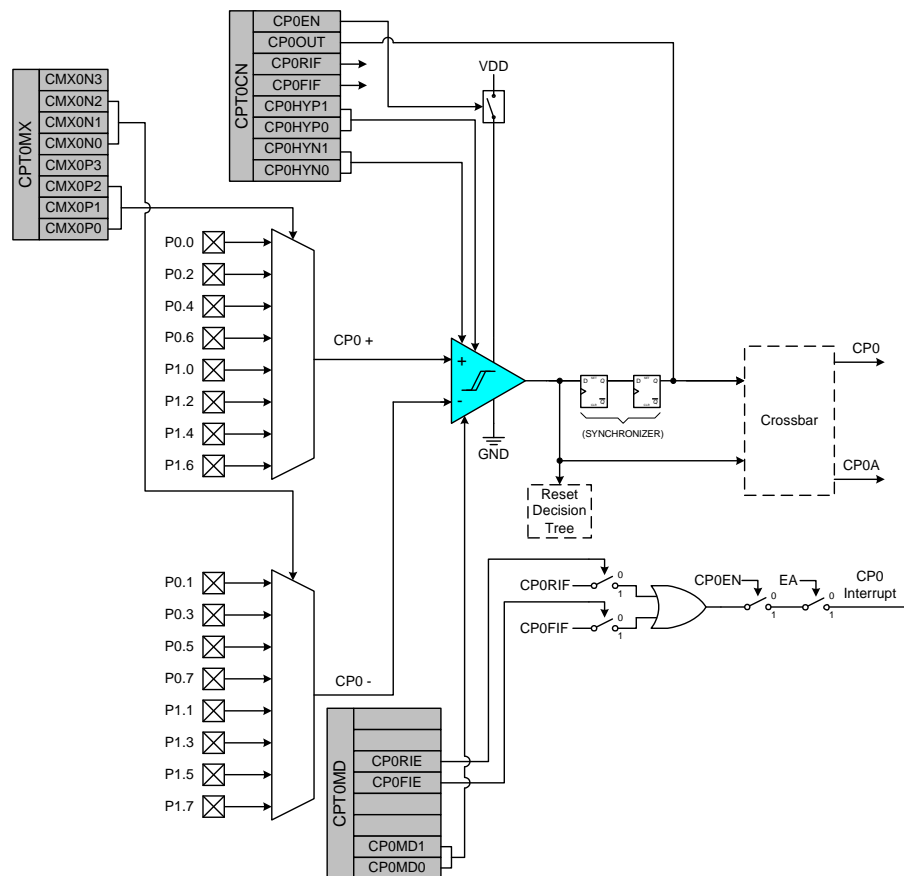 CPT0CN
CP0EN
CP0OUT
CP0RIF
CP0FIF
CP0HYP1
CP0HYP0
CP0HYN1
CP0HYN0
VDD
CPT0MX
CMX0N3
CMX0N2
CMX0N1
CMX0N0
CMX0P3
CMX0P2
CMX0P1
CMX0P0
P0.0
P0.2
P0.4
P0.6
P1.0
P1.2
P1.4
P1.6
CP0 +
+
-
GND
D
SET
Q
Q
CLR
D
SET
Q
Q
CLR
(SYNCHRONIZER)
Reset
Decision
Tree
Crossbar
CP0
CP0A
P0.1
P0.3
P0.5
P0.7
P1.1
P1.3
P1.5
P1.7
CP0 -
CP0RIF
0
1
CP0FIF
0
1
CP0EN
0
1
EA
0
1
CP0
Interrupt
CPT0MD
CP0RIE
CP0FIE
CP0MD1
CP0MD0